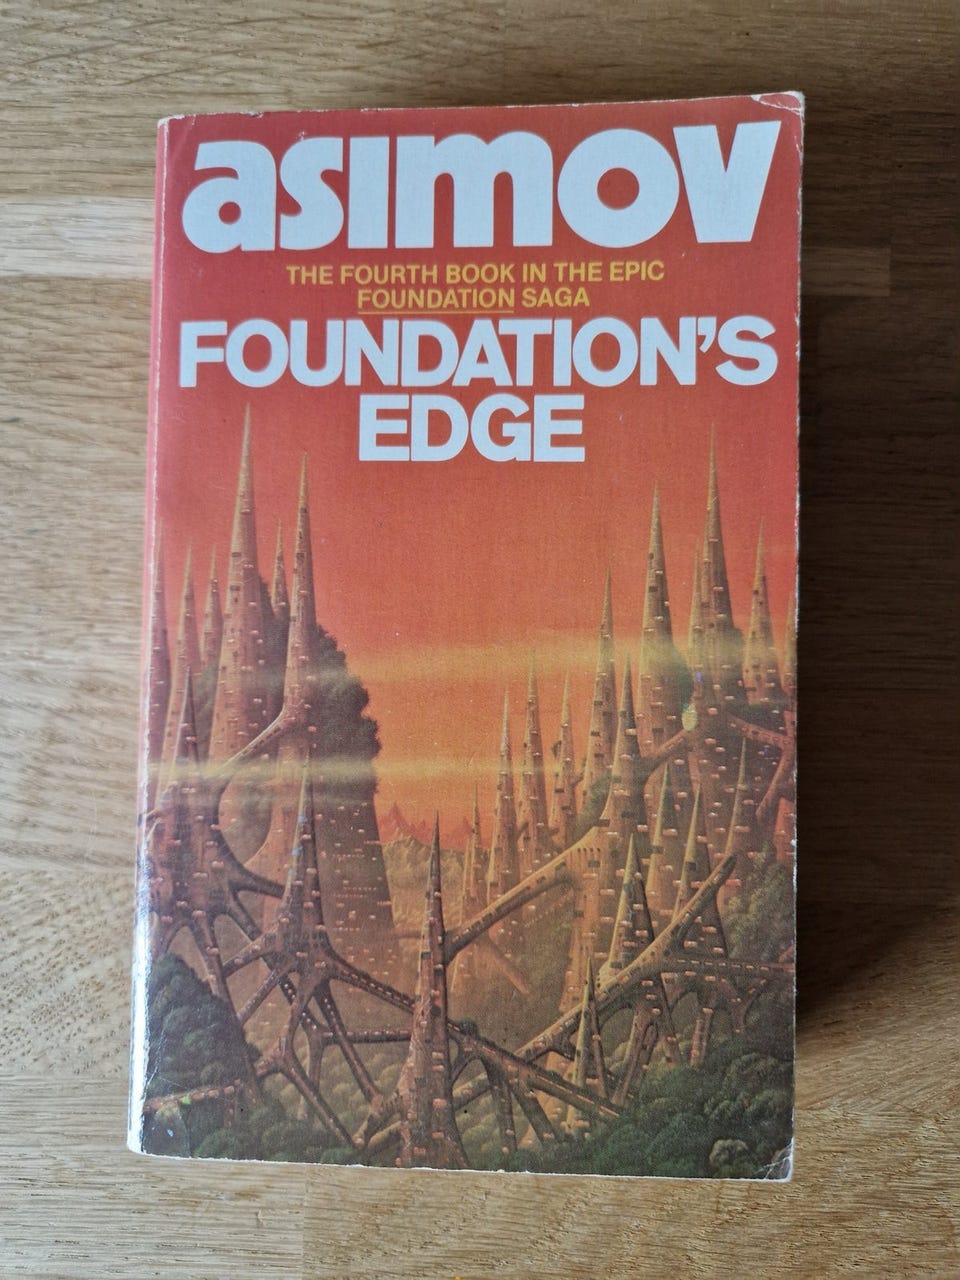 asimov
THE FOURTH BOOK IN THE EPIC
FOUNDATION SAGA
FOUNDATION'S
EDGE